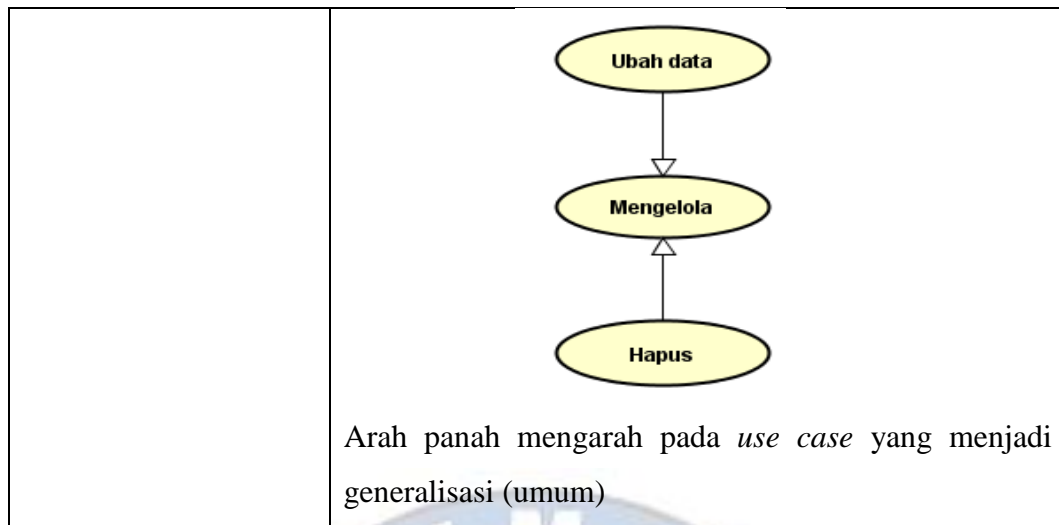 Ubah data
Mengelola
Hapus
Arah panah mengarah pada use case yang menjadi
generalisasi (umum)